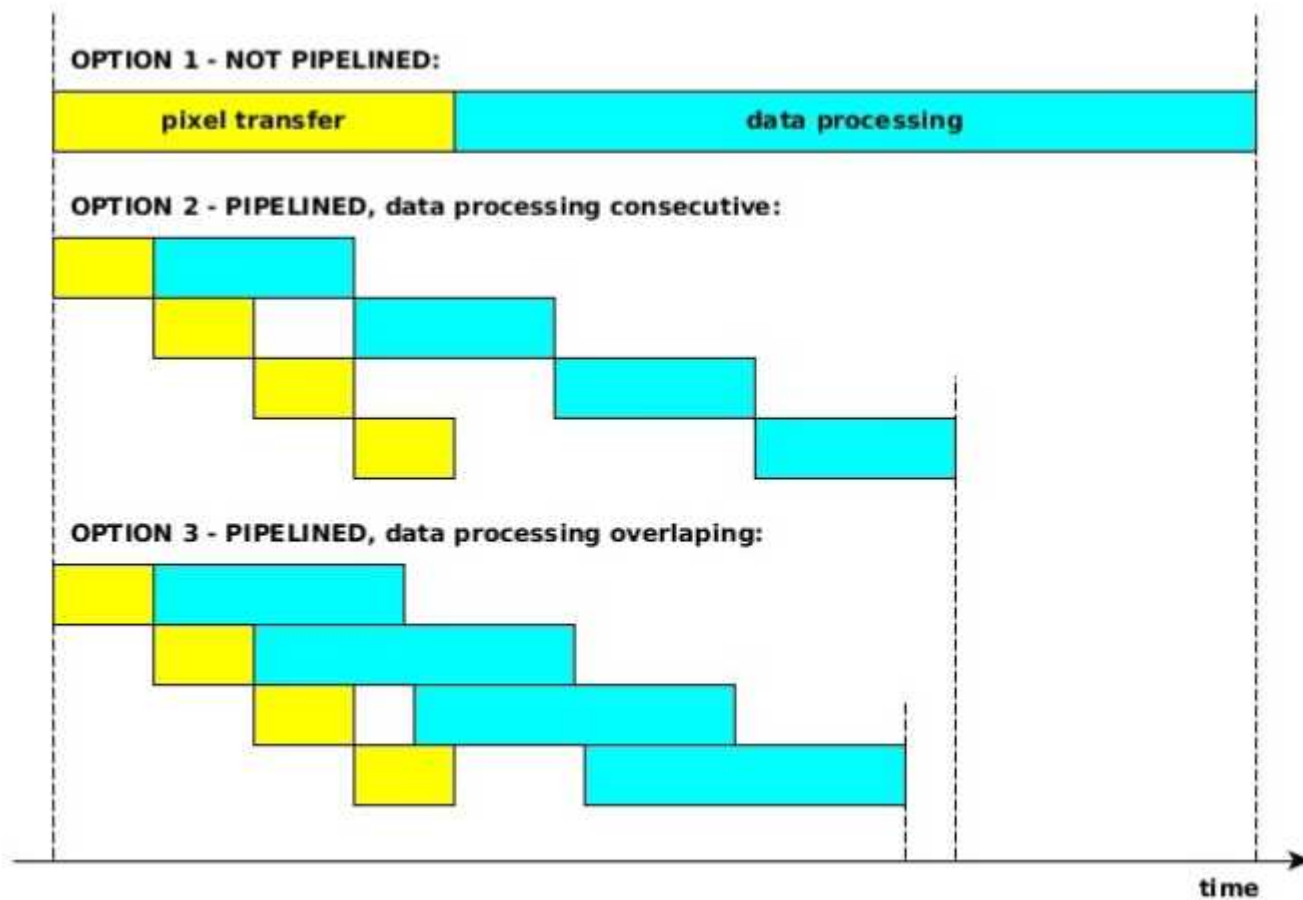 OPTION 1 - NOT PIPELINED:
pixel transfer
data processing
OPTION 2 - PIPELINED, data processing consecutive:
OPTION 3 - PIPELINED, data processing overlaping:
time